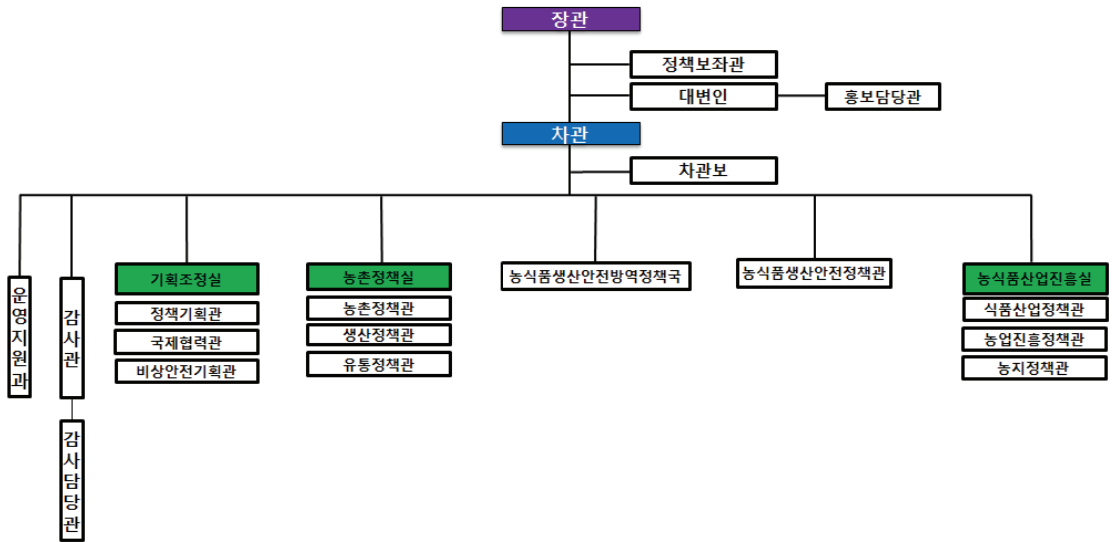 장관
정책보좌관
대변인
홍보담당관
차관
차관보
운영지원과
감사관
감사담당관
기획조정실
정책기획관
국제협력관
비상안전기획관
농촌정책실
농촌정책관
생산정책관
유통정책관
농식품생산안전방역정책국
농식품생산안전정책관
농식품산업진흥실
식품산업정책관
농업진흥정책관
농지정책관